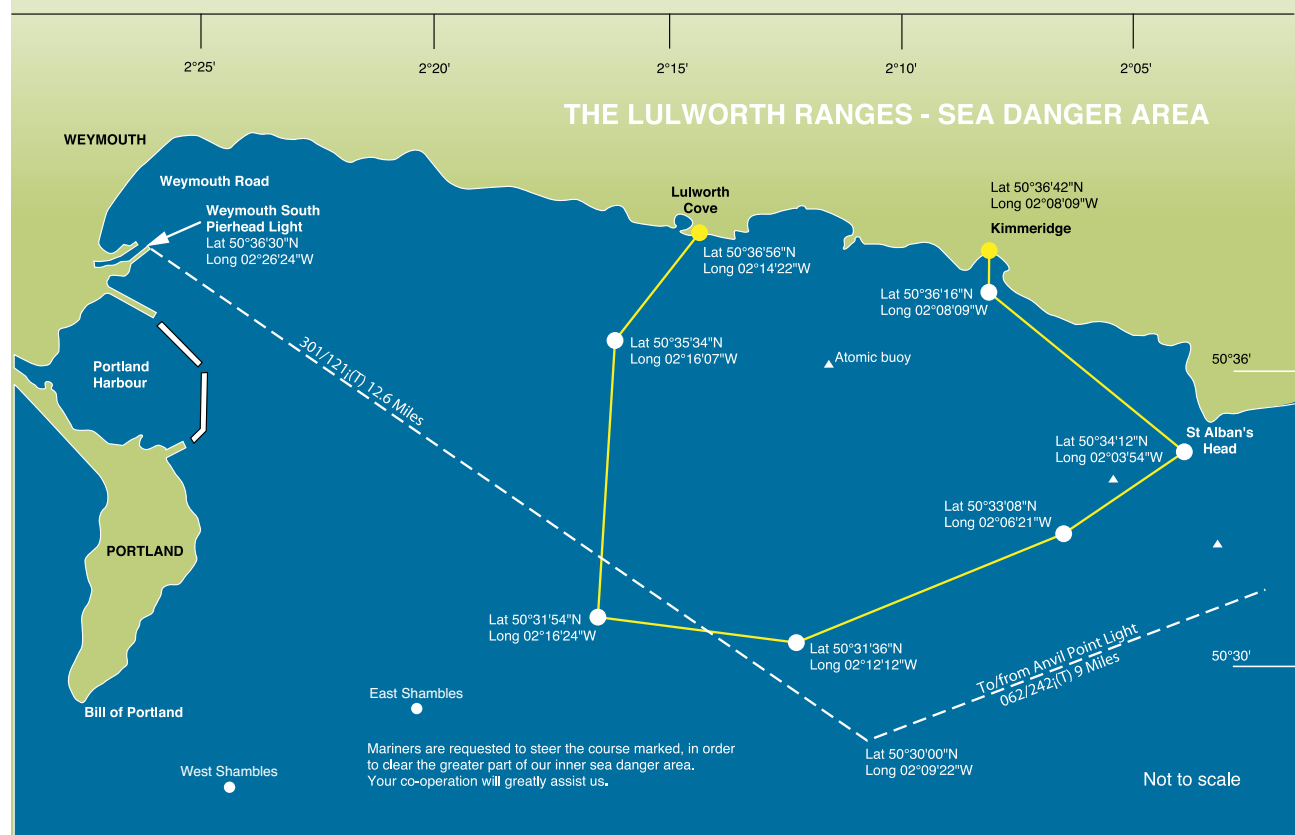 2°25'
2°20'
2°15'
2°10'
2°05'
THE LULWORTH RANGES - SEA DANGER AREA
WEYMOUTH
Weymouth Road
Weymouth South
Pierhead Light
Lat 50°36'30"N
Long 02°26'24"W
Lulworth
Cove
Lat 50°36'56"N
Long 02°14'22"W
Lat 50°36'42"N
Long 02°08'09"W
Kimmeridge
Lat 50°36'16"N
Long 02°08'09"W
Lat 50°35'34"N
Long 02°16'07"W
Atomic buoy
50°36'
Portland
Harbour
301/121¡(T) 12.6 Miles
St Alban's
Head
Lat 50°34'12"N
Long 02°03'54"W
Lat 50°33'08"N
Long 02°06'21"W
PORTLAND
Lat 50°31'54"N
Long 02°16'24"W
Lat 50°31'36"N
Long 02°12'12"W
To/from Anvil Point Light
062/242¡(T) 9 Miles
50°30'
East Shambles
Bill of Portland
West Shambles
Mariners are requested to steer the course marked, in order
to clear the greater part of our inner sea danger area.
Your co-operation will greatly assist us.
Lat 50°30'00"N
Long 02°09'22"W
Not to scale